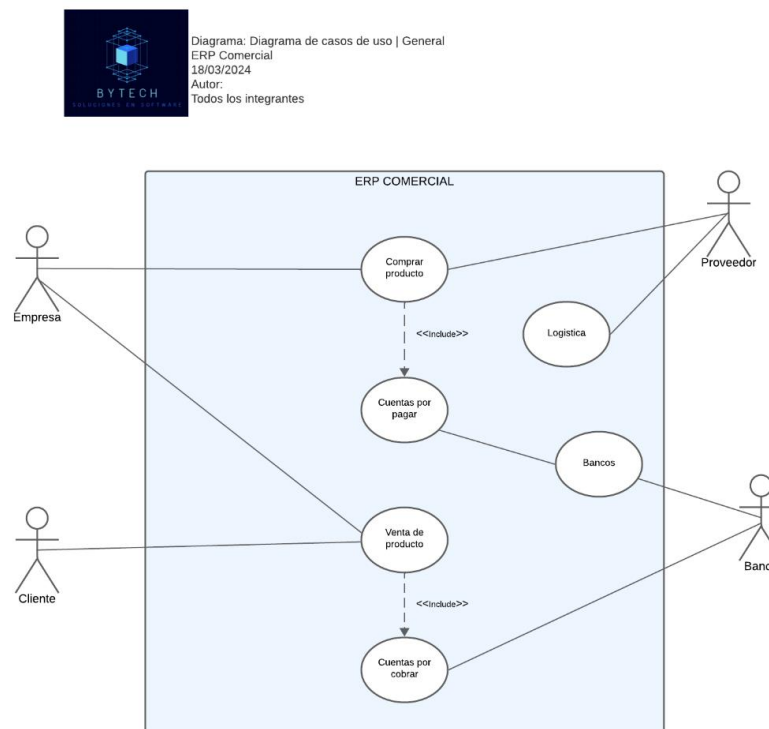 BYTECH
SOLUCIONES EN SOFTWARE
Diagrama: Diagrama de casos de uso | General
ERP Comercial
18/03/2024
Autor:
Todos los integrantes
ERP COMERCIAL
Comprar
producto
Proveedor
Empresa
<<include>>
Logistica
Cuentas por
pagar
Bancos
Venta de
producto
Banc
Cliente
<<include>>
Cuentas por
cobrar